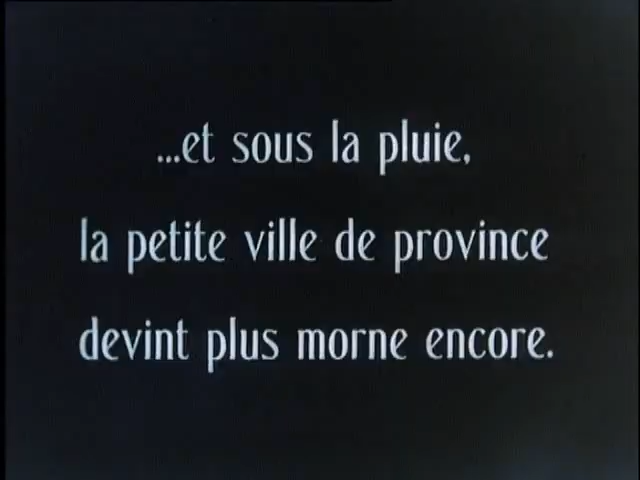 ...et sous la pluie,
la petite ville de province
devint plus morne encore.